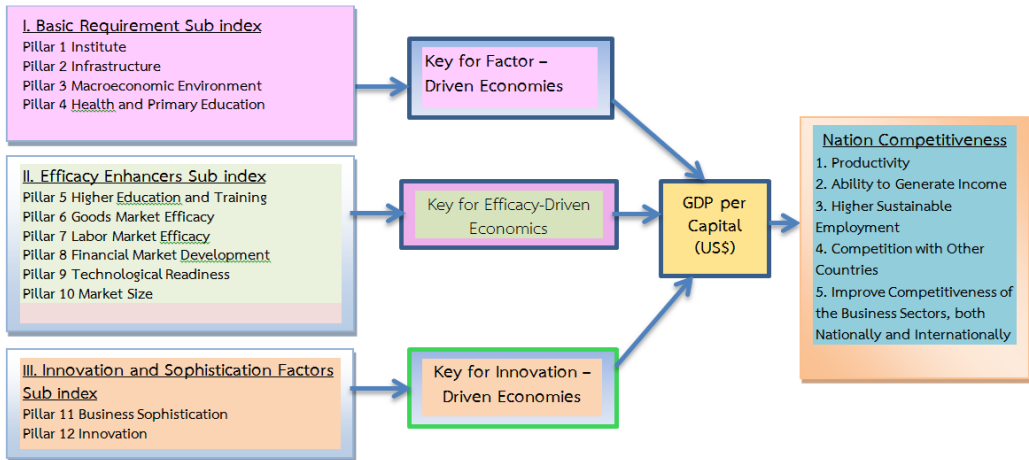 I. Basic Requirement Sub index
Pillar 1 Institute
Pillar 2 Infrastructure
Pillar 3 Macroeconomic Environment
Pillar 4 Health and Primary Education
Key for Factor –
Driven Economies
II. Efficacy Enhancers Sub index
Pillar 5 Higher Education and Training
Pillar 6 Goods Market Efficacy
Pillar 7 Labor Market Efficacy
Pillar 8 Financial Market Development
Pillar 9 Technological Readiness
Pillar 10 Market Size
Key for Efficacy-Driven
Economics
III. Innovation and Sophistication Factors
Sub index
Pillar 11 Business Sophistication
Pillar 12 Innovation
Key for Innovation –
Driven Economies
GDP per
Capital
(US$)
Nation Competitiveness
1. Productivity
2. Ability to Generate Income
3. Higher Sustainable
Employment
4. Competition with Other
Countries
5. Improve Competitiveness of
the Business Sectors, both
Nationally and Internationally